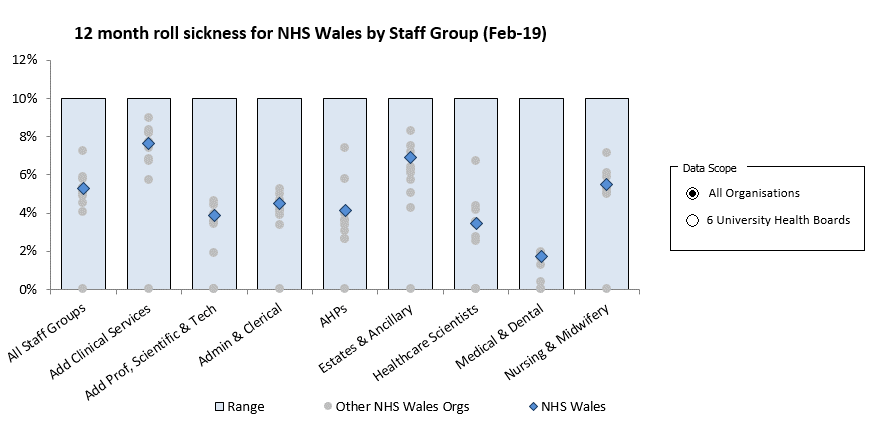 12 month roll sickness for NHS Wales by Staff Group (Feb-19)
12%
10%
8%
6%
4%
2%
0%
All Staff Groups
Add Clinical Services
Add Prof, Scientific & Tech
Admin & Clerical
AHPs
Estates & Ancillary
Healthcare Scientists
Medical & Dental
Nursing & Midwifery
Range
Other NHS Wales Orgs
NHS Wales
Data Scope
All Organisations
6 University Health Boards